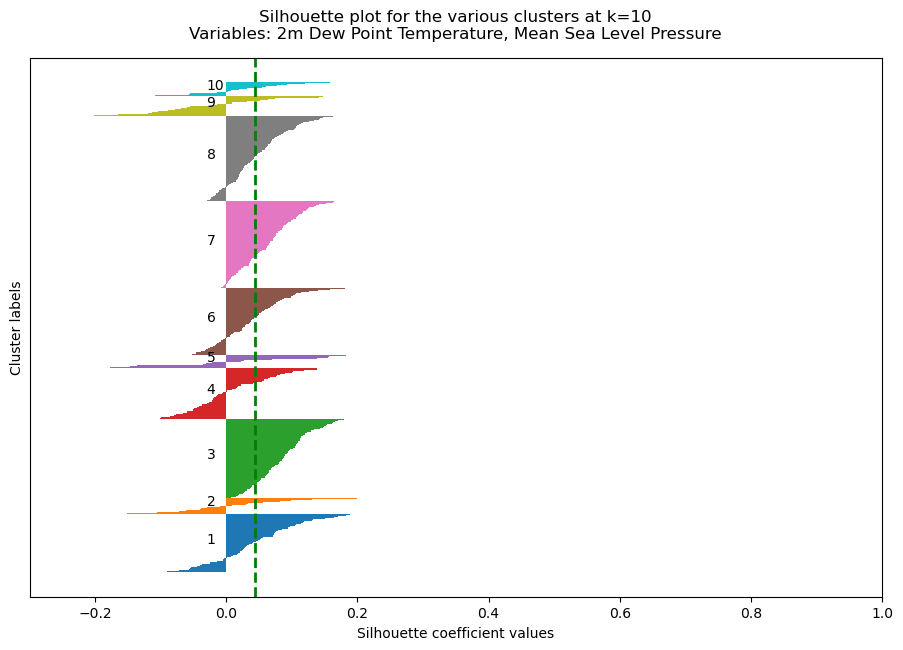 Silhouette plot for the various clusters at k=10
Variables: 2m Dew Point Temperature, Mean Sea Level Pressure
10
9
8
7
6
5
4
3
2
1
Cluster labels
−0.2 0.0 0.2 0.4 0.6 0.8 1.0
Silhouette coefficient values